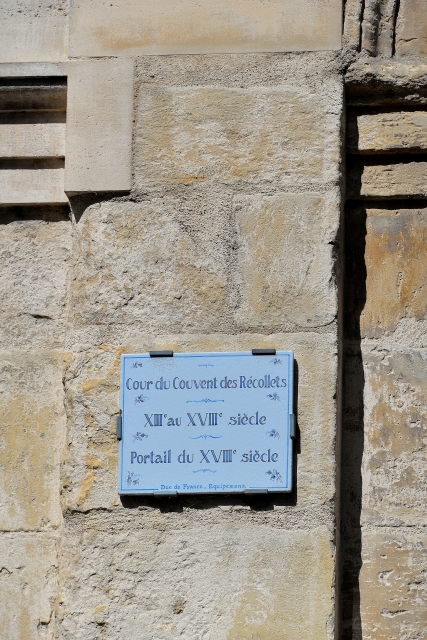 Cour du Couvent des Récollets
XIIIᵉ au XVIIIᵉ siècle
Portail du XVIIIᵉ siècle